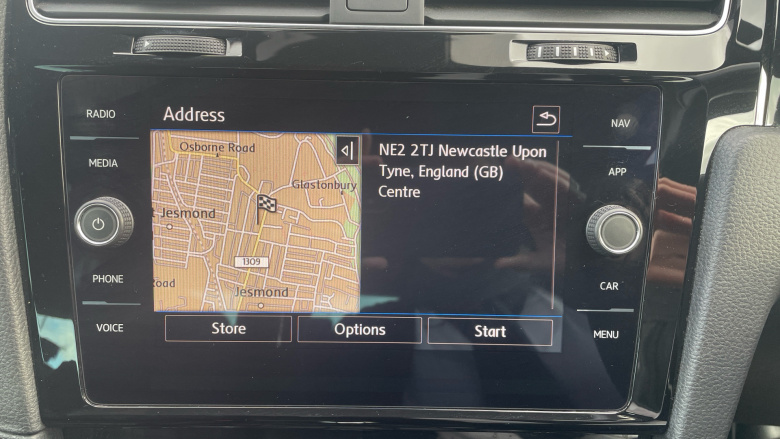 RADIO
MEDIA
PHONE
VOICE
Address
Osborne Road
Glastonbury
Jesmond
1309
Road
Jesmond
NE2 2TJ Newcastle Upon
Tyne, England (GB)
Centre
Store
Options
Start
NAV
APP
CAR
MENU